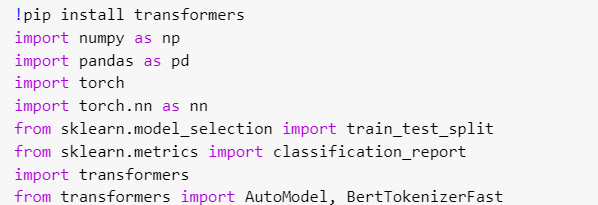 !pip install transformers
import numpy as np
import pandas as pd
import torch
import torch.nn as nn
from sklearn.model_selection import train_test_split
from sklearn.metrics import classification_report
import transformers
from transformers import AutoModel, BertTokenizerFast